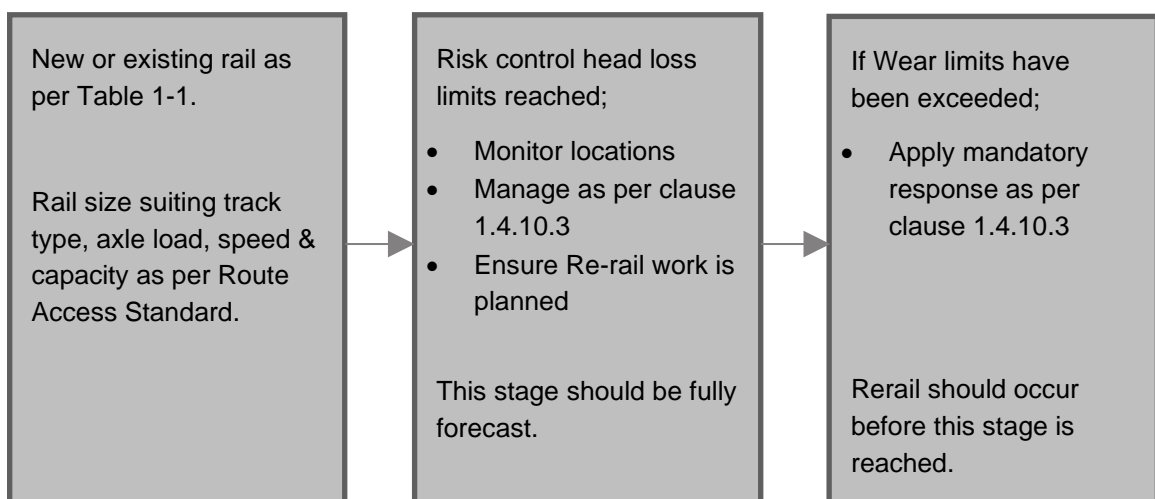 New or existing rail as
per Table 1-1.
Rail size suiting track
type, axle load, speed &
capacity as per Route
Access Standard.
Risk control head loss
limits reached;
• Monitor locations
• Manage as per clause
1.4.10.3
• Ensure Re-rail work is
planned
This stage should be fully
forecast.
If Wear limits have
been exceeded;
• Apply mandatory
response as per
clause 1.4.10.3
Rerail should occur
before this stage is
reached.